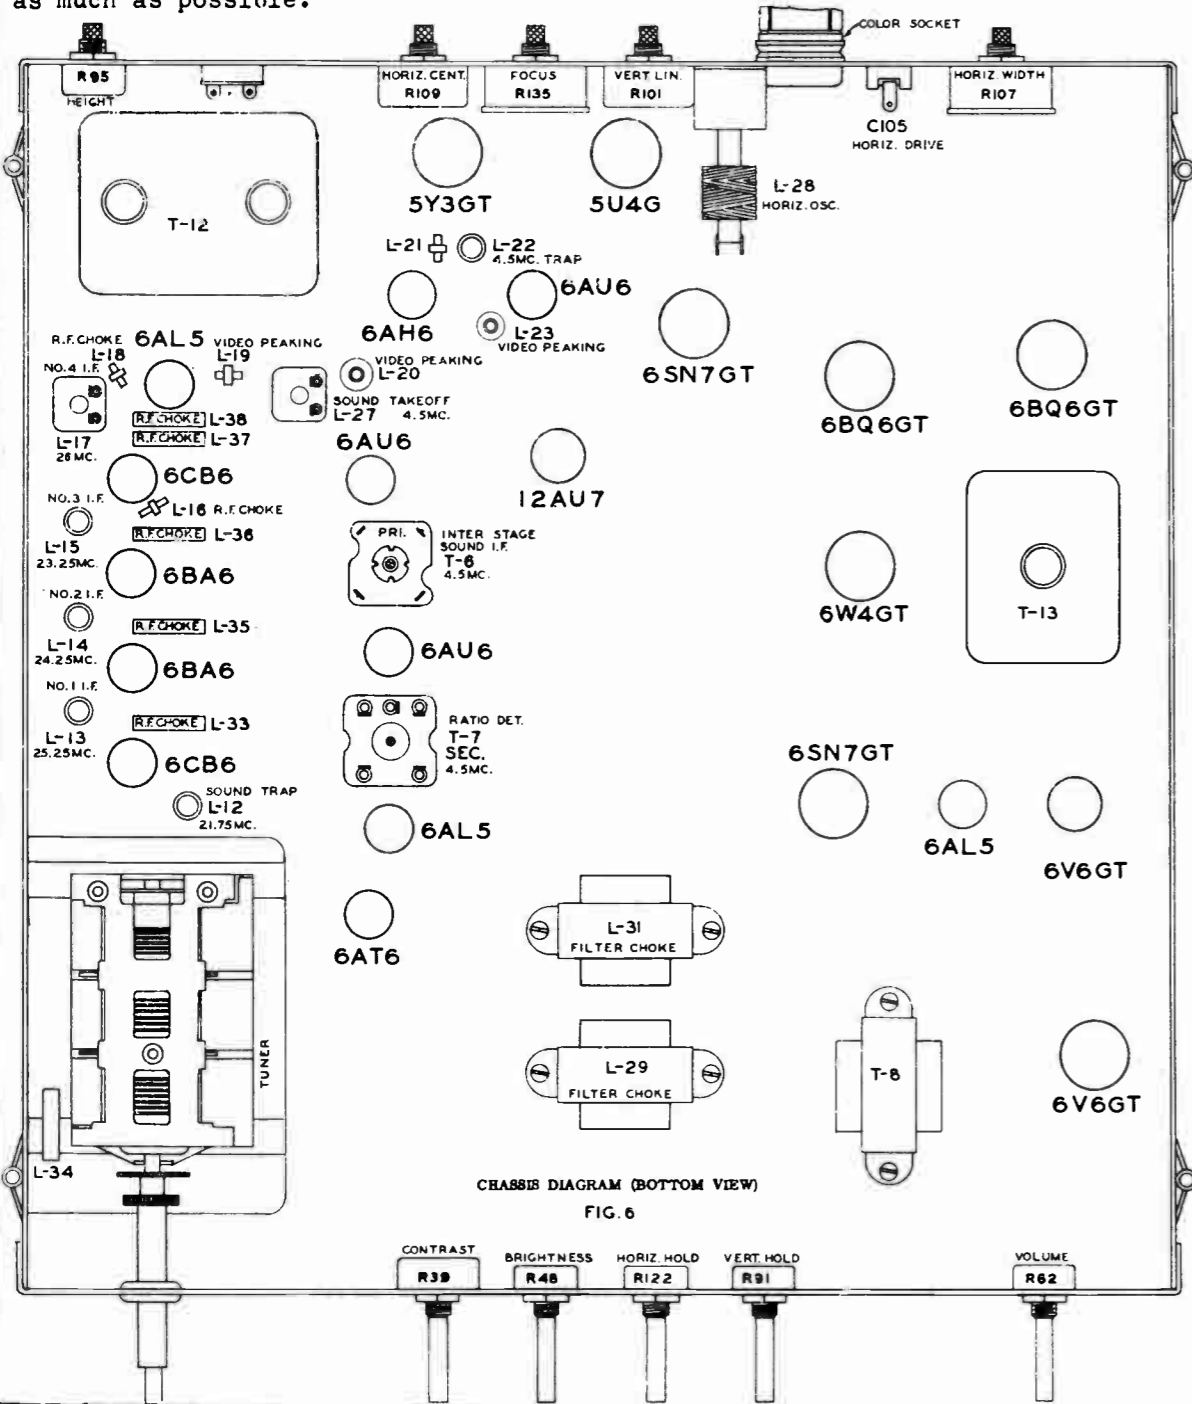 as much as possible.
COLOR SOCKET
R95
HEIGHT
HORIZ. CENT.
R109
FOCUS
R135
VERT LIN.
R101
HORIZ. WIDTH
R107
C105
HORIZ. DRIVE
T-12
5Y3GT
5U4G
L-28
HORIZ. OSC.
L-21
L-22
4.5MC. TRAP
6AH6
6AU6
L-23
VIDEO PEAKING
6SN7GT
6BQ6GT
6BQ6GT
R.F. CHOKE
L-18
6AL5
VIDEO PEAKING
L-19
NO. 4 I.F.
L-17
26 MC.
VIDEO PEAKING
L-20
SOUND TAKEOFF
L-27 4.5MC.
R.F. CHOKE L-38
R.F. CHOKE L-37
6AU6
12AU7
6CB6
L-16 R.F. CHOKE
NO. 3 I.F.
L-15
23.25MC.
R.F. CHOKE L-36
PRI.
INTER STAGE
SOUND I.F.
T-6
4.5MC.
6BA6
6W4GT
T-13
NO. 2 I.F.
L-14
24.25MC.
R.F. CHOKE L-35
6AU6
6BA6
NO. 1 I.F.
L-13
25.25MC.
R.F. CHOKE L-33
RATIO DET.
T-7
SEC.
4.5MC.
6CB6
SOUND TRAP
L-12
21.75MC.
6AL5
6SN7GT
6AL5
6V6GT
6AT6
L-31
FILTER CHOKE
TUNER
L-29
FILTER CHOKE
T-8
6V6GT
L-34
CHASSIS DIAGRAM (BOTTOM VIEW)
FIG. 6
CONTRAST
R39
BRIGHTNESS
R48
HORIZ. HOLD
R122
VERT. HOLD
R91
VOLUME
R62